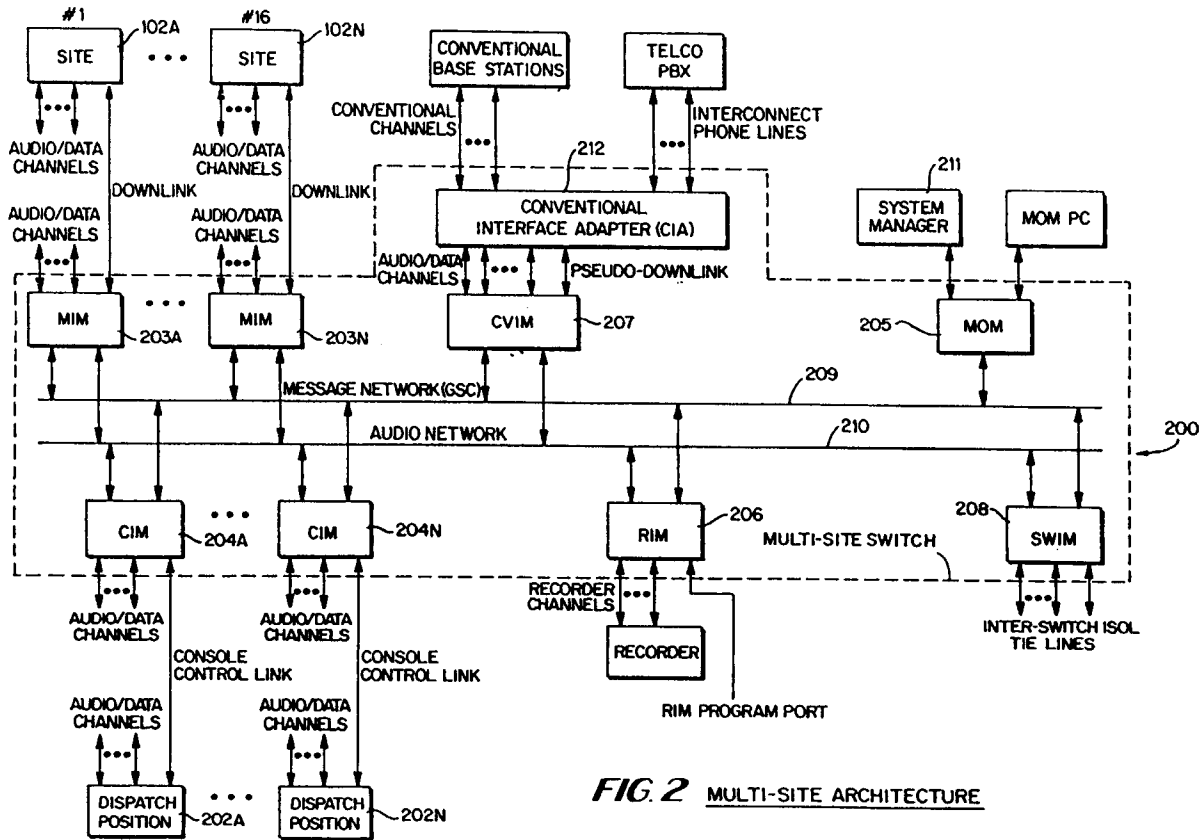 #1
#16
102A
102N
SITE
SITE
CONVENTIONAL
BASE STATIONS
TELCO
PBX
CONVENTIONAL
CHANNELS
INTERCONNECT
PHONE LINES
AUDIO/DATA
CHANNELS
AUDIO/DATA
CHANNELS
DOWNLINK
DOWNLINK
212
211
AUDIO/DATA
CHANNELS
AUDIO/DATA
CHANNELS
CONVENTIONAL
INTERFACE ADAPTER (CIA)
SYSTEM
MANAGER
MOM PC
AUDIO/DATA
CHANNELS
PSEUDO-DOWNLINK
MIM
203A
MIM
203N
CVIM
207
205
MOM
MESSAGE NETWORK(GSC)
209
AUDIO NETWORK
210
200
CIM
204A
CIM
204N
RIM
206
208
SWIM
MULTI-SITE SWITCH
AUDIO/DATA
CHANNELS
AUDIO/DATA
CHANNELS
RECORDER
CHANNELS
INTER-SWITCH ISOL
TIE LINES
CONSOLE
CONTROL LINK
CONSOLE
CONTROL LINK
RECORDER
RIM PROGRAM PORT
AUDIO/DATA
CHANNELS
AUDIO/DATA
CHANNELS
DISPATCH
POSITION
202A
DISPATCH
POSITION
202N
FIG. 2 MULTI-SITE ARCHITECTURE